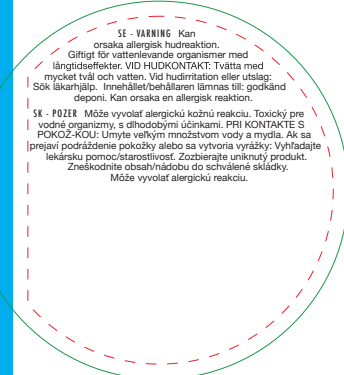 SE - VARNING Kan
orsaka allergisk hudreaktion.
Giftigt för vattenlevande organismer med
långtidseffekter. VID HUDKONTAKT: Tvätta med
mycket tvål och vatten. Vid hudirritation eller utslag:
Sök läkarhjälp. Innehållet/behållaren lämnas till: godkänd
deponi. Kan orsaka en allergisk reaktion.
SK - POZER Môže vyvolať alergickú kožnú reakciu. Toxický pre
vodné organizmy, s dlhodobými účinkami. PRI KONTAKTE S
POKOŽ-KOU: Umyte veľkým množstvom vody a mydla. Ak sa
prejaví podráždenie pokožky alebo sa vytvoria vyrážky: Vyhľadajte
lekársku pomoc/starostlivosť. Zozbierajte uniknutý produkt.
Zneškodnite obsah/nádobu do schválené skládky.
Môže vyvolať alergickú reakciu.